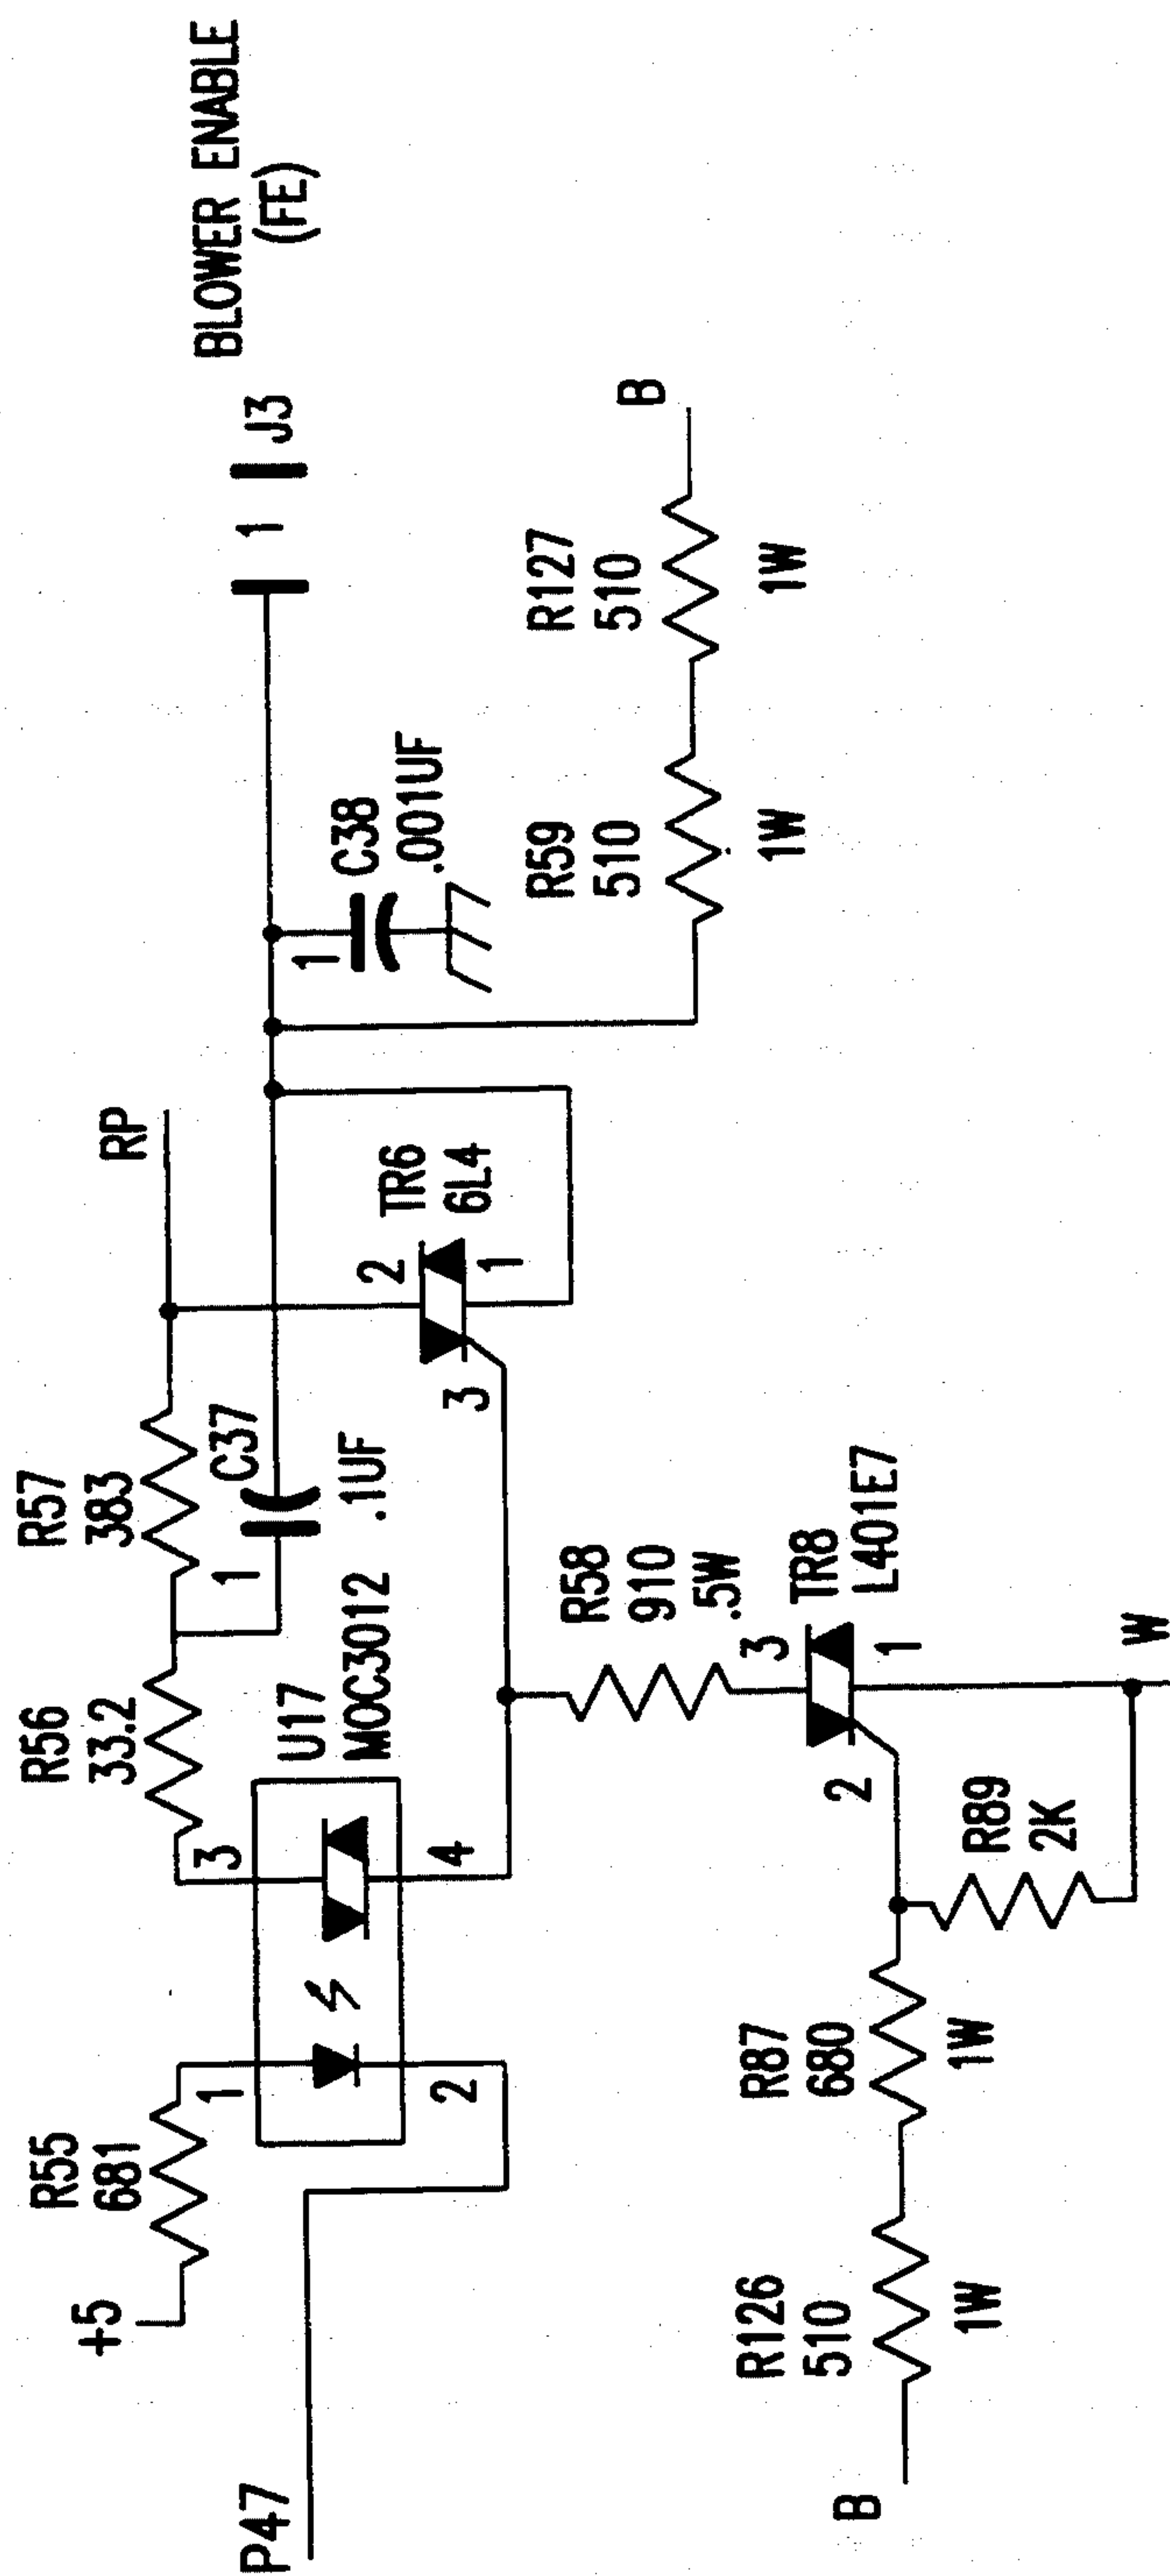 BLOWER ENABLE
(FE)
J3
1
RP
R57
383
C37
.1UF
1
R56
33.2
U17
MOC3012
3
4
1
2
R55
681
+5
P47
TR6
6L4
2
1
3
C38
.001UF
1
R59
510
1W
R127
510
1W
B
R58
910
.5W
TR8
L401E7
3
1
2
W
R89
2K
R87
680
1W
R126
510
1W
B